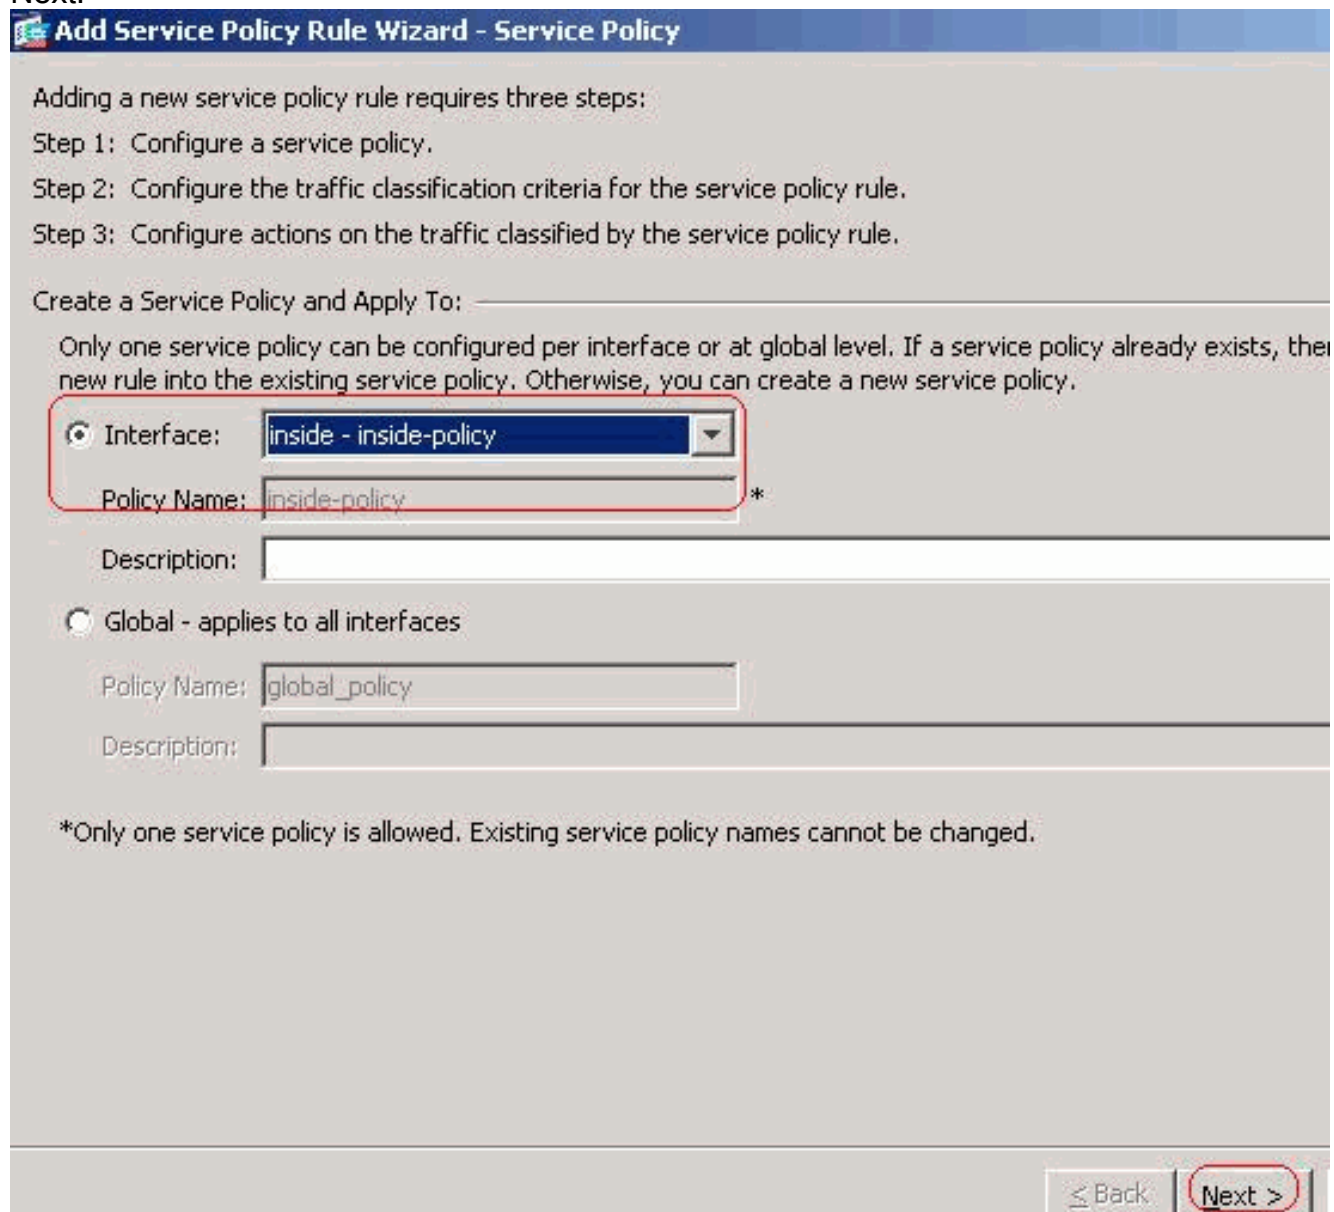 Next.
Add Service Policy Rule Wizard - Service Policy
Adding a new service policy rule requires three steps:
Step 1: Configure a service policy.
Step 2: Configure the traffic classification criteria for the service policy rule.
Step 3: Configure actions on the traffic classified by the service policy rule.
Create a Service Policy and Apply To:
Only one service policy can be configured per interface or at global level. If a service policy already exists, then
new rule into the existing service policy. Otherwise, you can create a new service policy.
Interface: inside - inside-policy
Policy Name: inside-policy *
Description:
Global - applies to all interfaces
Policy Name: global_policy
Description:
*Only one service policy is allowed. Existing service policy names cannot be changed.
< Back Next >